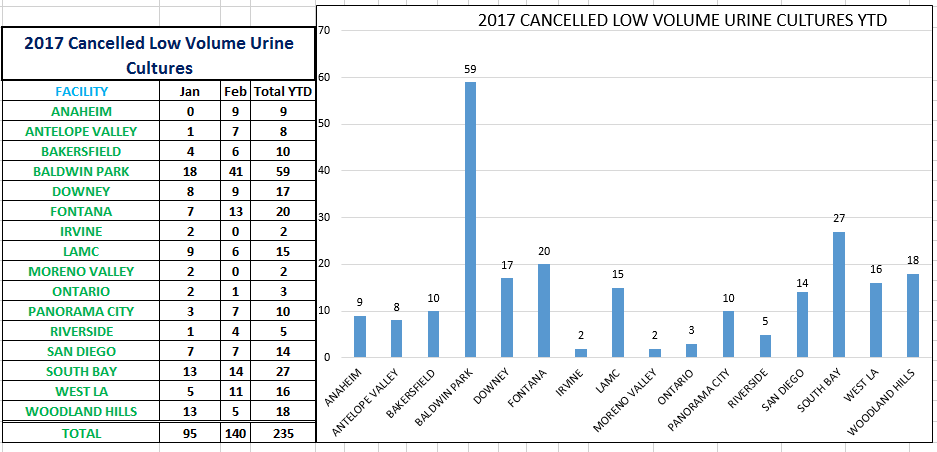 2017 Cancelled Low Volume Urine
Cultures
FACILITY Jan Feb Total YTD
ANAHEIM 0 9 9
ANTELOPE VALLEY 1 7 8
BAKERSFIELD 4 6 10
BALDWIN PARK 18 41 59
DOWNEY 8 9 17
FONTANA 7 13 20
IRVINE 2 0 2
LAMC 9 6 15
MORENO VALLEY 2 0 2
ONTARIO 2 1 3
PANORAMA CITY 3 7 10
RIVERSIDE 1 4 5
SAN DIEGO 7 7 14
SOUTH BAY 13 14 27
WEST LA 5 11 16
WOODLAND HILLS 13 5 18
TOTAL 95 140 235
2017 CANCELLED LOW VOLUME URINE CULTURES YTD
70
60
50
40
30
20
10
0
9
8
10
59
17
20
2
15
2
3
10
5
14
27
16
18
ANAHEIM
ANTELOPE VALLEY
BAKERSFIELD
BALDWIN PARK
DOWNEY
FONTANA
IRVINE
LAMC
MORENO VALLEY
ONTARIO
PANORAMA CITY
RIVERSIDE
SAN DIEGO
SOUTH BAY
WEST LA
WOODLAND HILLS